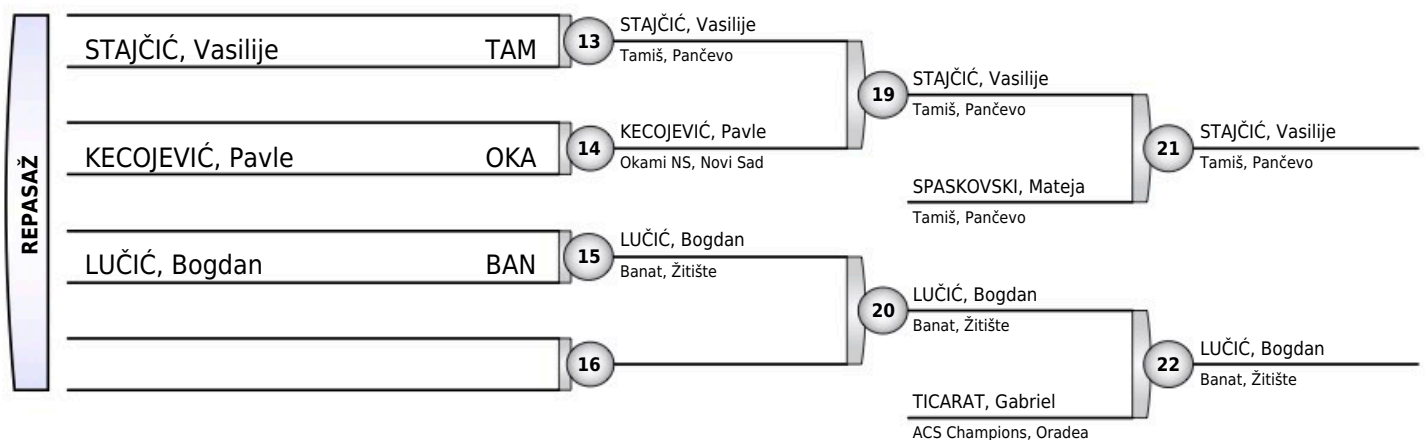 REPASAŽ
STAJČIĆ, Vasilije TAM
13
STAJČIĆ, Vasilije
Tamiš, Pančevo
KECOJEVIĆ, Pavle OKA
14
KECOJEVIĆ, Pavle
Okami NS, Novi Sad
19
STAJČIĆ, Vasilije
Tamiš, Pančevo
SPASKOVSKI, Mateja
Tamiš, Pančevo
21
STAJČIĆ, Vasilije
Tamiš, Pančevo
LUČIĆ, Bogdan BAN
15
LUČIĆ, Bogdan
Banat, Žitište
16
20
LUČIĆ, Bogdan
Banat, Žitište
TICARAT, Gabriel
ACS Champions, Oradea
22
LUČIĆ, Bogdan
Banat, Žitište